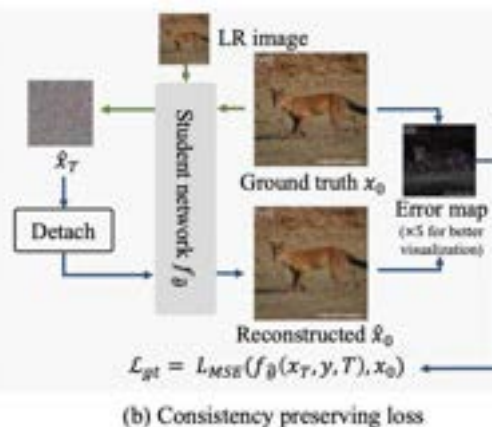 LR image
x̂_T
Detach
Student network f_θ̂
Ground truth x_0
Error map
(×5 for better
visualization)
Reconstructed x̂_0
ℒ_gt = L_MSE(f_θ̂(x̂_T, y, T), x_0)
(b) Consistency preserving loss